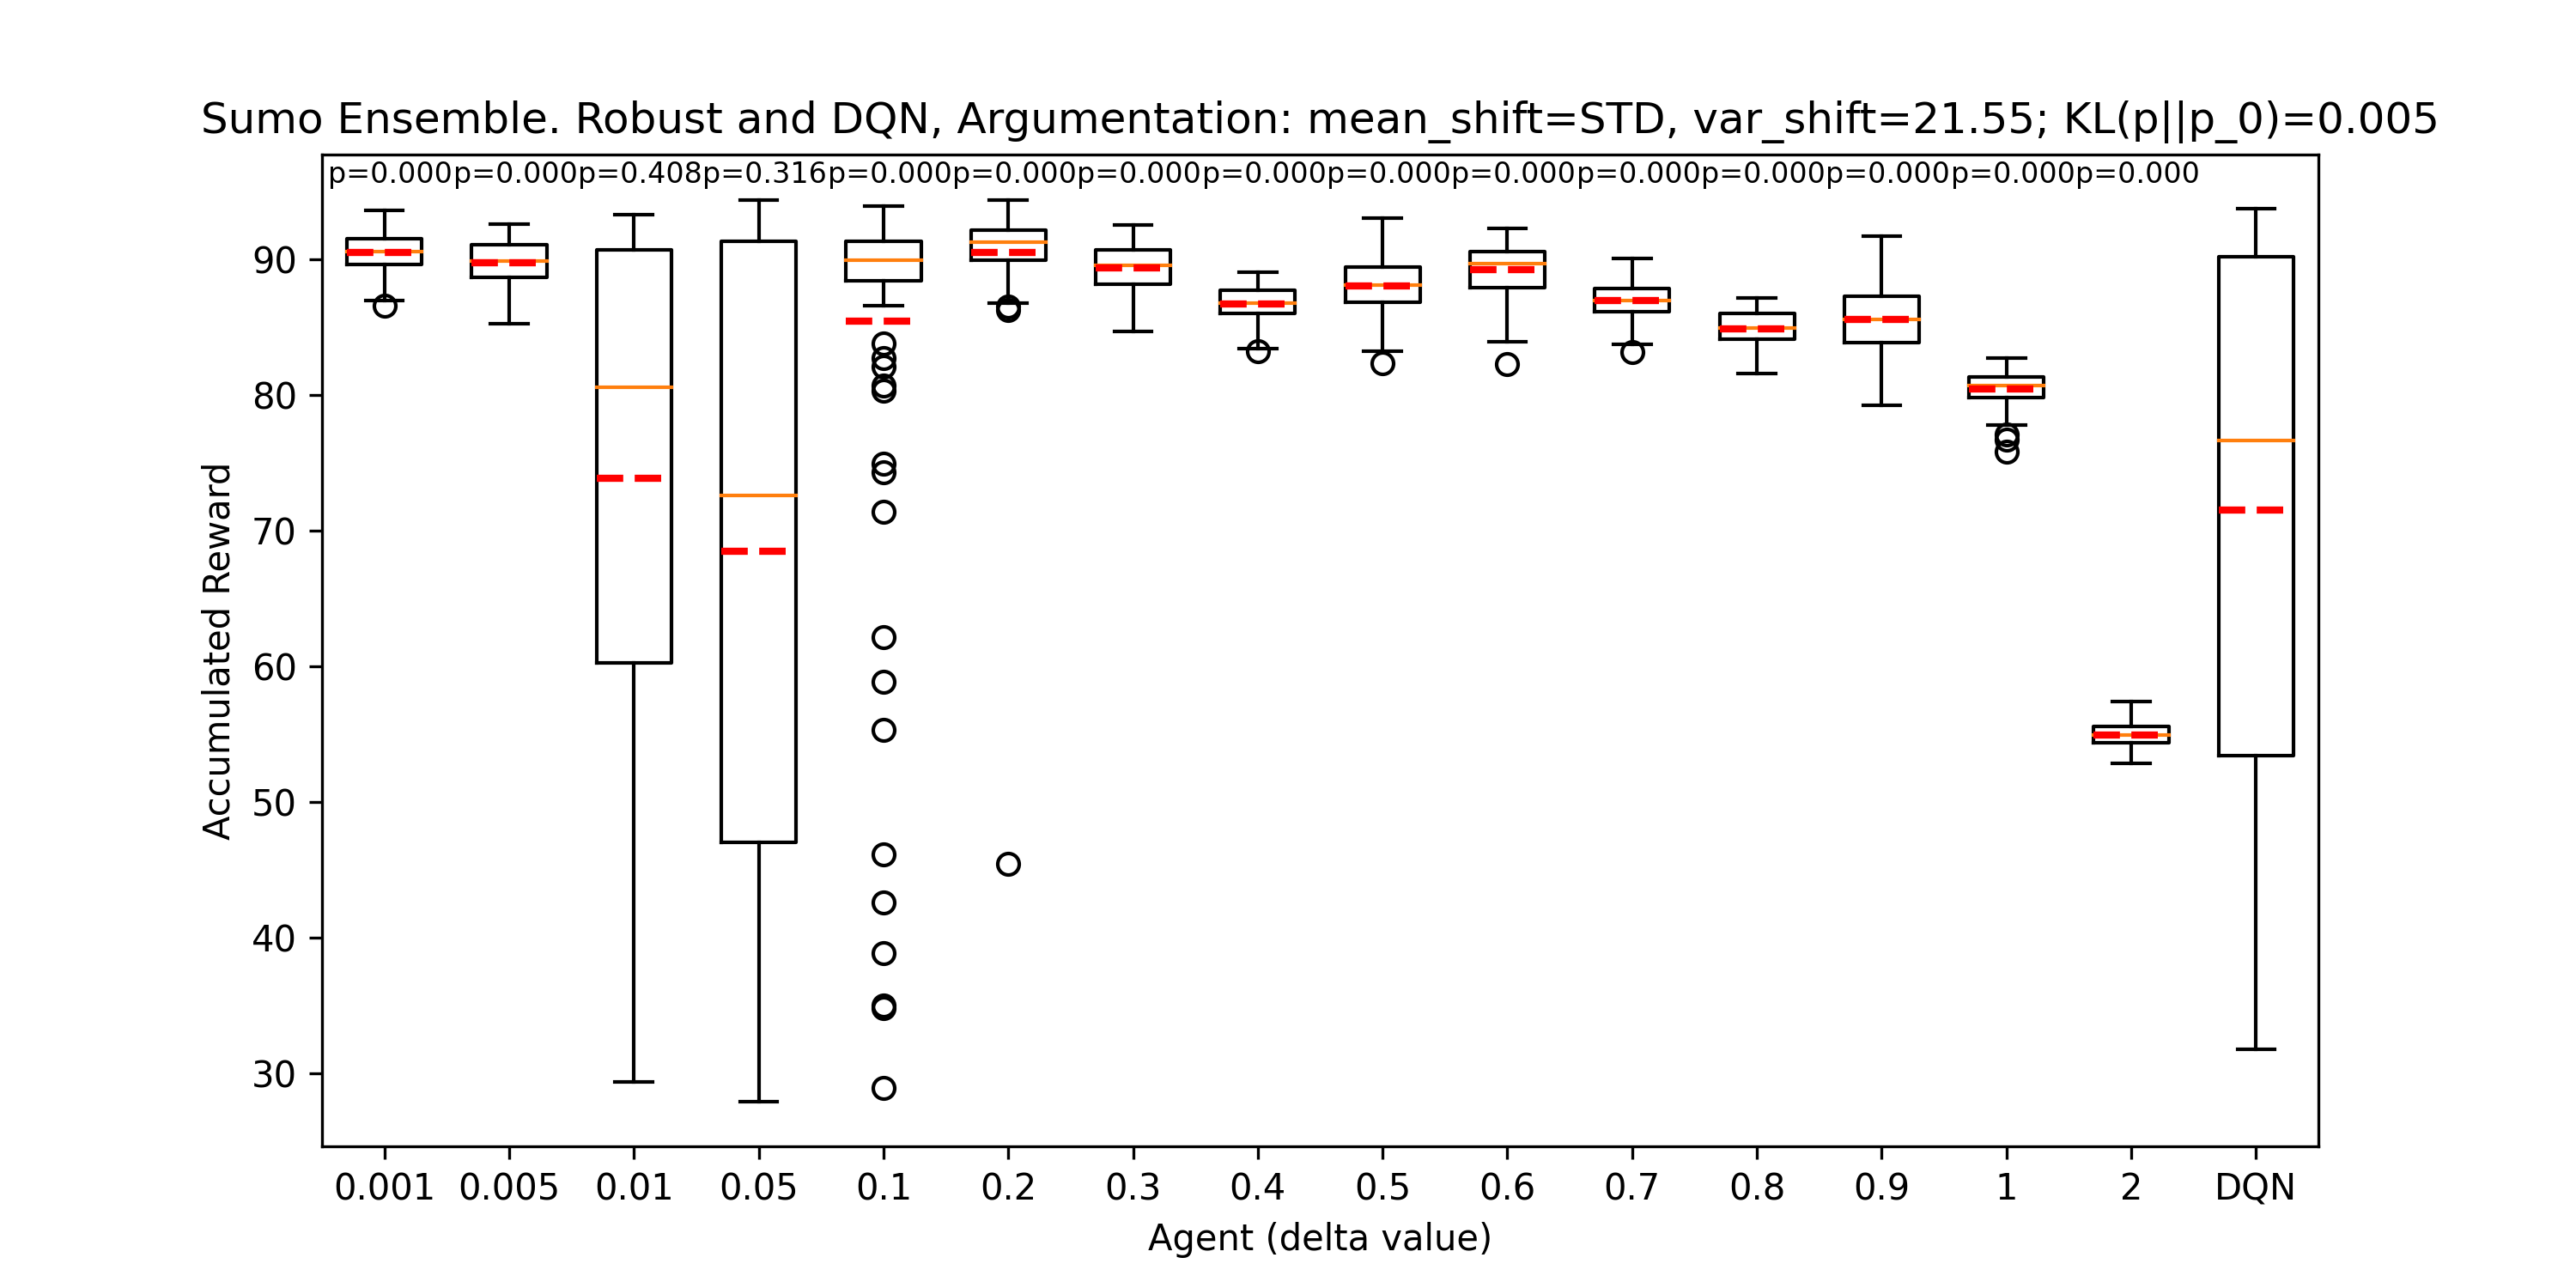 Sumo Ensemble. Robust and DQN, Argumentation: mean_shift=STD, var_shift=21.55; KL(p||p_0)=0.005
p=0.000p=0.000p=0.408p=0.316p=0.000p=0.000p=0.000p=0.000p=0.000p=0.000p=0.000p=0.000p=0.000p=0.000p=0.000
90
80
70
60
50
40
30
Accumulated Reward
0.001 0.005 0.01 0.05 0.1 0.2 0.3 0.4 0.5 0.6 0.7 0.8 0.9 1 2 DQN
Agent (delta value)